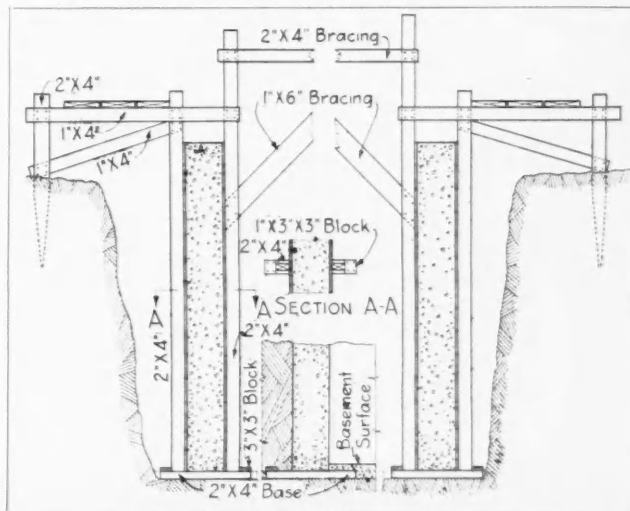 2"X4" Bracing
2"X4"
1"X6" Bracing
1"X4"
1"X4"
1"X3"X3" Block
2"X4"
A
A
SECTION A-A
2"X4"
2"X4"
3"X3" Block
Basement
Surface
2"X4" Base